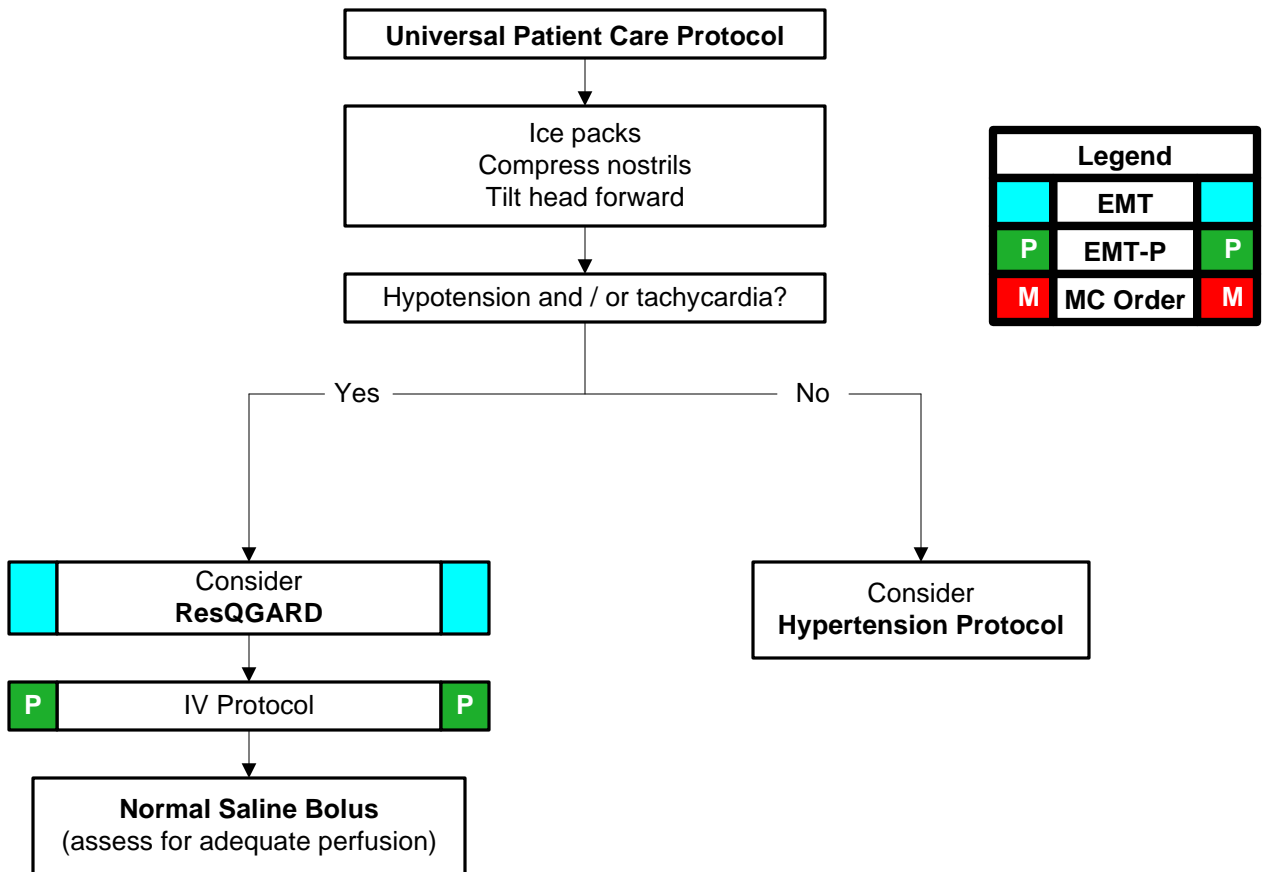 Universal Patient Care Protocol
Ice packs
Compress nostrils
Tilt head forward
Legend
EMT
P EMT-P P
M MC Order M
Hypotension and / or tachycardia?
Yes
No
Consider
ResQGARD
Consider
Hypertension Protocol
P IV Protocol P
Normal Saline Bolus
(assess for adequate perfusion)